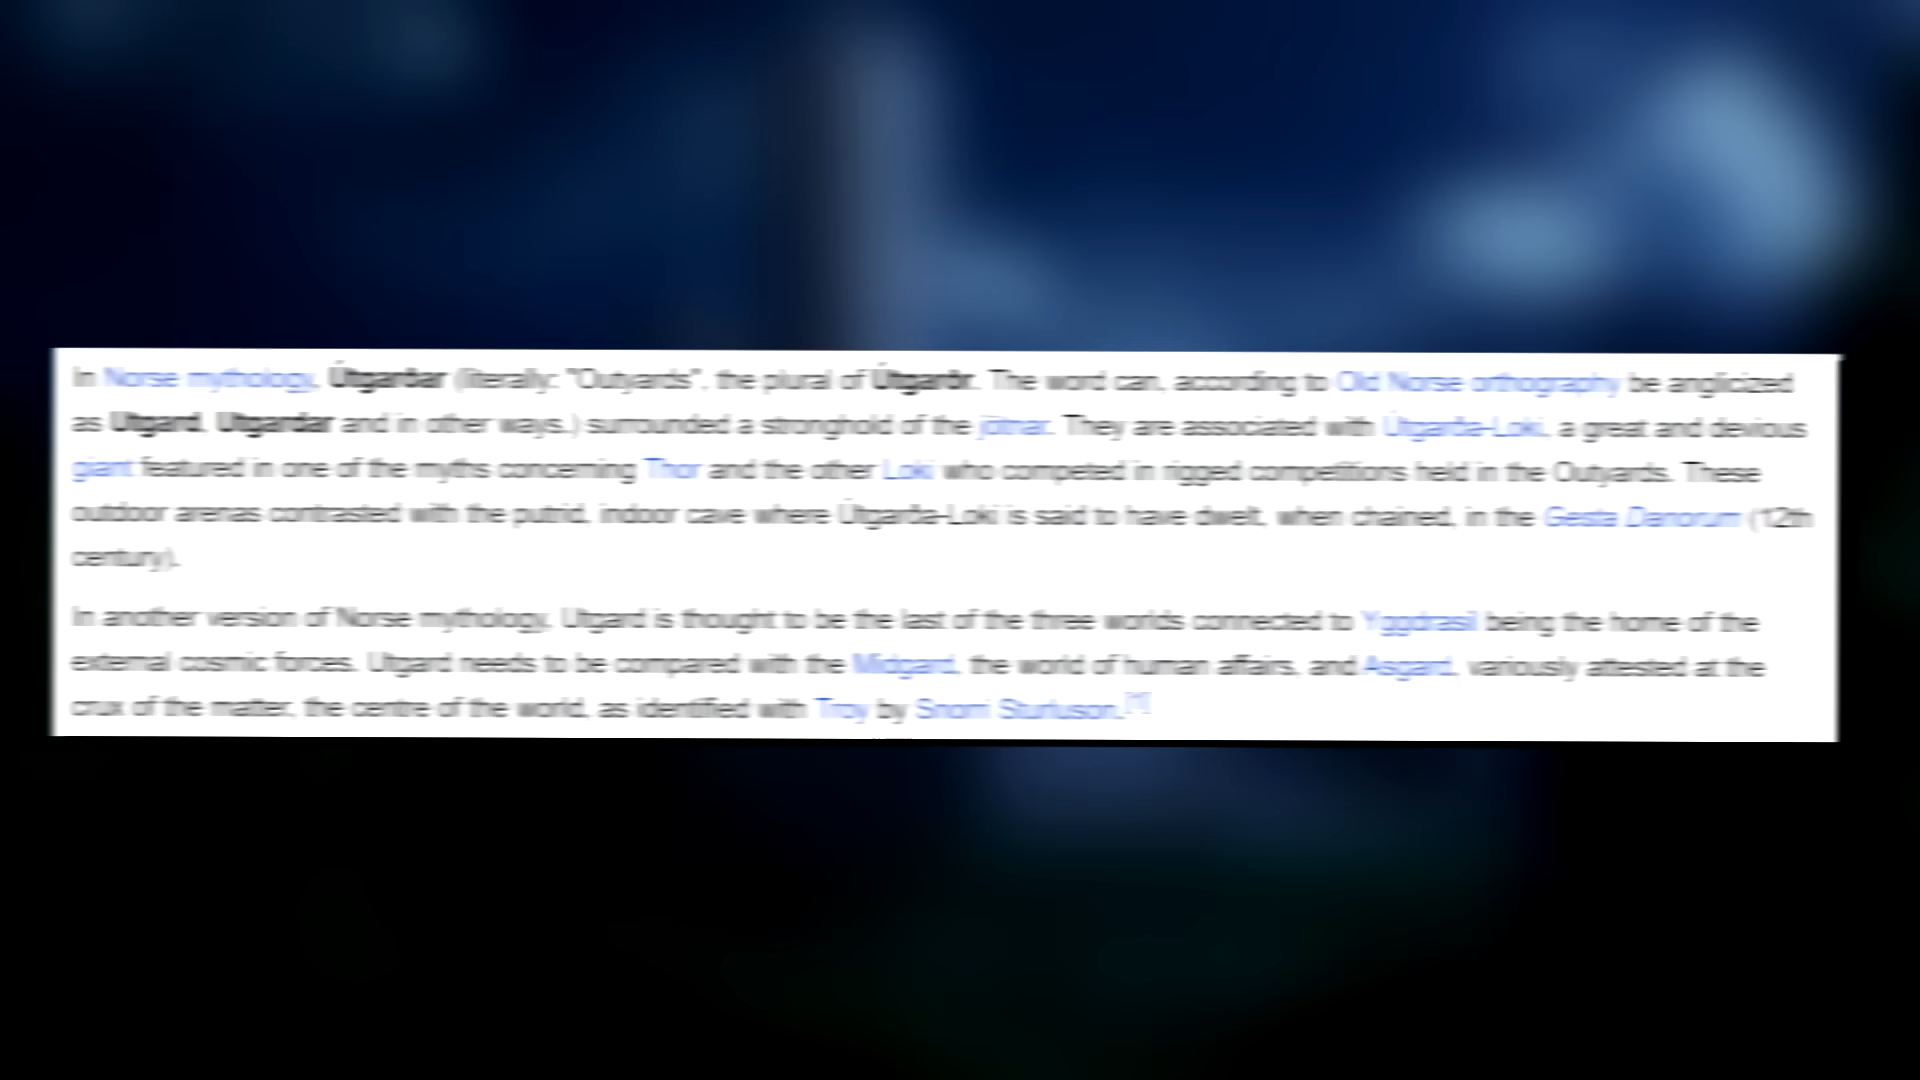 In Norse mythology, Útgarðar (literally: "Outyards", the plural of Útgarðr. The word can, according to Old Norse orthography be anglicized
as Utgard, Utgardar and in other ways.) surrounded a stronghold of the jötnar. They are associated with Útgarða-Loki, a great and devious
giant featured in one of the myths concerning Thor and the other Loki who competed in rigged competitions held in the Outyards. These
outdoor arenas contrasted with the putrid, indoor cave where Útgarða-Loki is said to have dwelt, when chained, in the Gesta Danorum (12th
century).
In another version of Norse mythology, Utgard is thought to be the last of the three worlds connected to Yggdrasil being the home of the
external cosmic forces. Utgard needs to be compared with the Midgard, the world of human affairs, and Asgard, variously attested at the
crux of the matter, the centre of the world, as identified with Troy by Snorri Sturluson.[1]